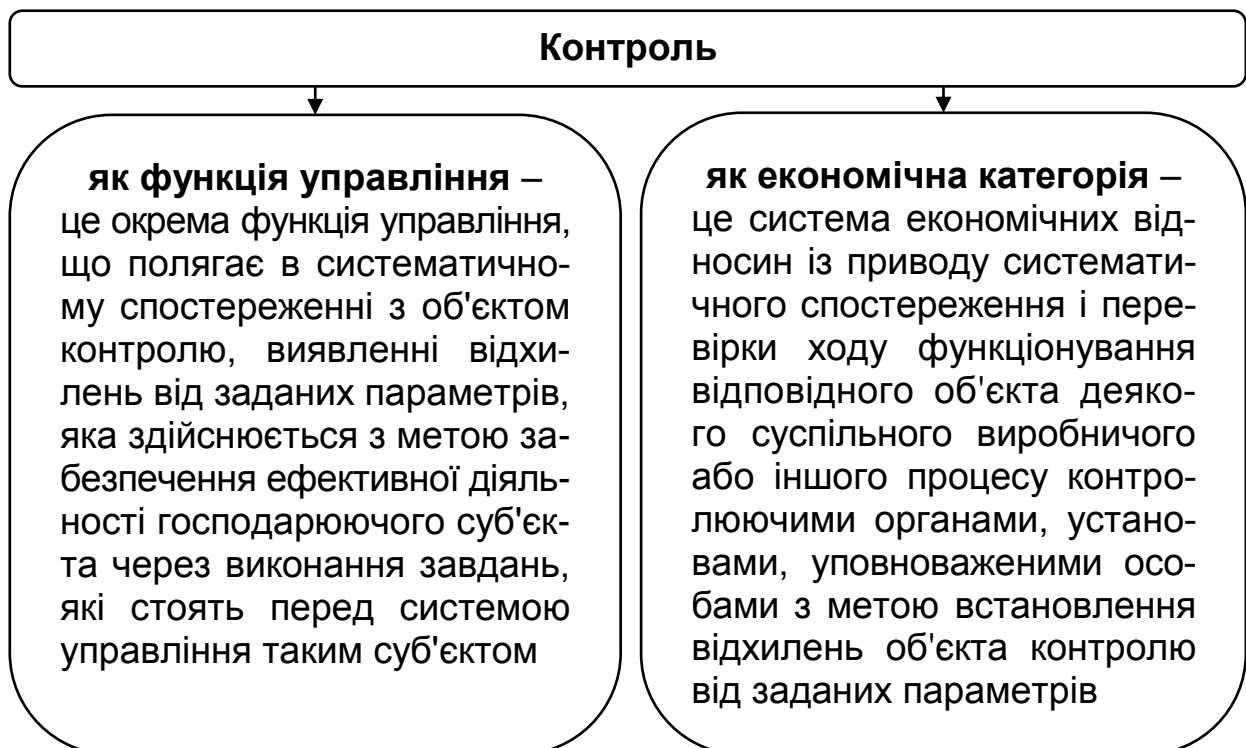 Контроль
як функція управління –
це окрема функція управління,
що полягає в систематично-
му спостереженні з об'єктом
контролю, виявленні відхи-
лень від заданих параметрів,
яка здійснюється з метою за-
безпечення ефективної діяль-
ності господарюючого суб'єк-
та через виконання завдань,
які стоять перед системою
управління таким суб'єктом
як економічна категорія –
це система економічних від-
носин із приводу системати-
чного спостереження і пере-
вірки ходу функціонування
відповідного об'єкта деяко-
го суспільного виробничого
або іншого процесу контро-
люючими органами, устано-
вами, уповноваженими осо-
бами з метою встановлення
відхилень об'єкта контролю
від заданих параметрів